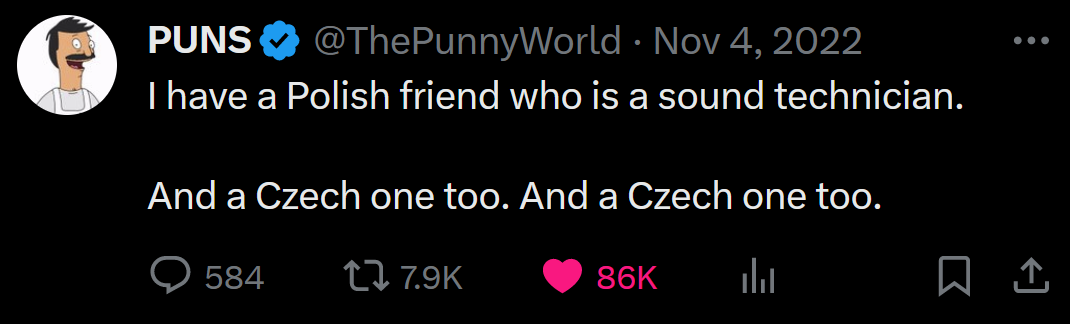 PUNS @ThePunnyWorld · Nov 4, 2022
I have a Polish friend who is a sound technician.
And a Czech one too. And a Czech one too.
584 7.9K 86K